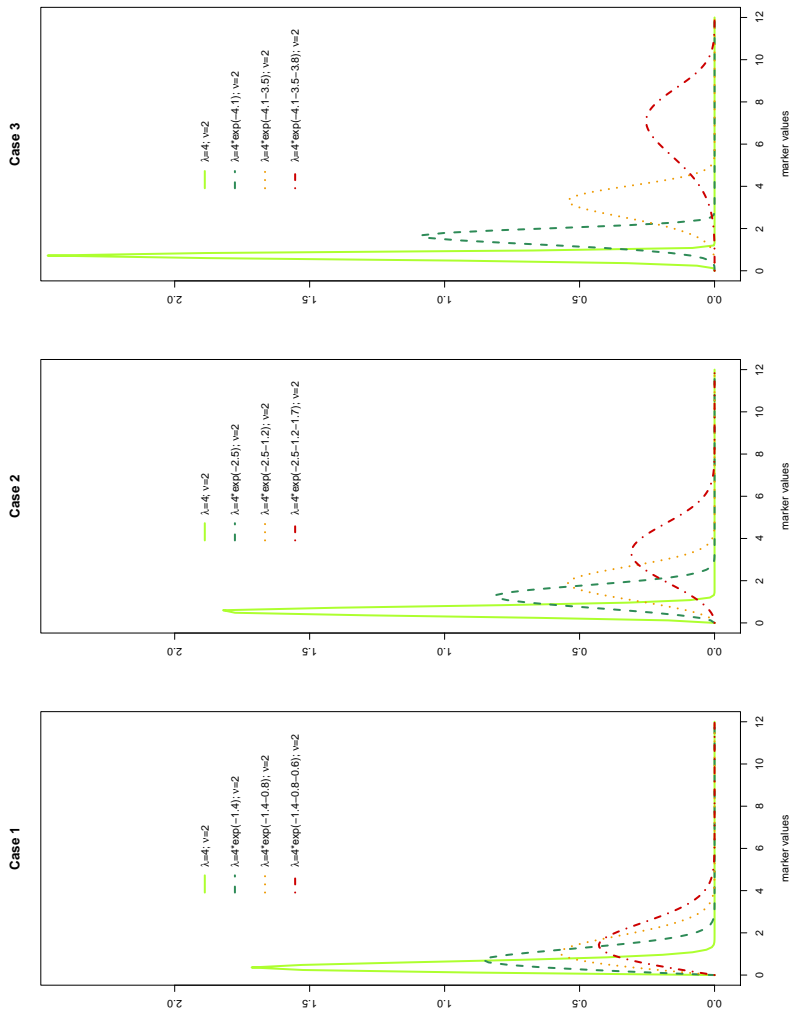 Case 1
λ=4; ν=2
λ=4*exp(−1.4); ν=2
λ=4*exp(−1.4−0.8); ν=2
λ=4*exp(−1.4−0.8−0.6); ν=2
0.0
0.5
1.0
1.5
2.0
0 2 4 6 8 10 12
marker values
Case 2
λ=4; ν=2
λ=4*exp(−2.5); ν=2
λ=4*exp(−2.5−1.2); ν=2
λ=4*exp(−2.5−1.2−1.7); ν=2
0.0
0.5
1.0
1.5
2.0
0 2 4 6 8 10 12
marker values
Case 3
λ=4; ν=2
λ=4*exp(−4.1); ν=2
λ=4*exp(−4.1−3.5); ν=2
λ=4*exp(−4.1−3.5−3.8); ν=2
0.0
0.5
1.0
1.5
2.0
0 2 4 6 8 10 12
marker values